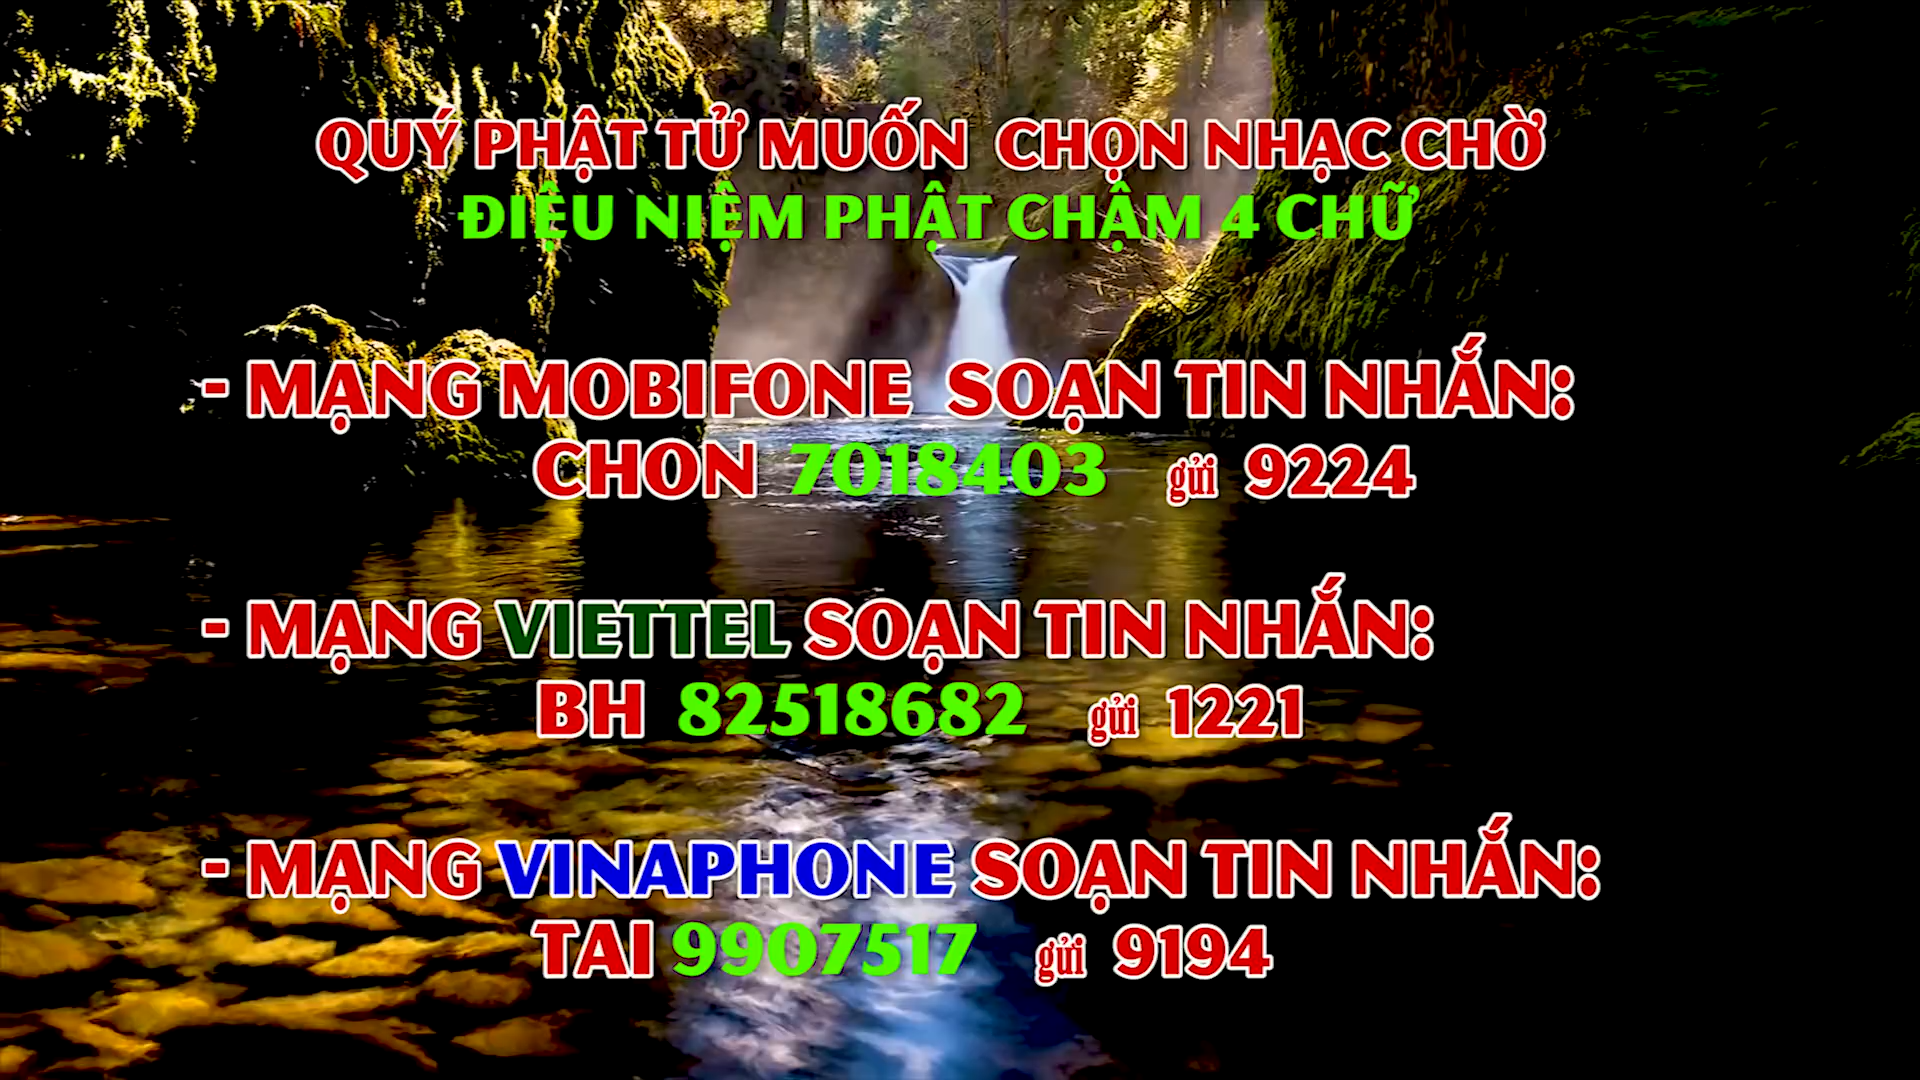 QUÝ PHẬT TỬ MUỐN CHỌN NHẠC CHỜ
ĐIỆU NIỆM PHẬT CHẬM 4 CHỮ
- MẠNG MOBIFONE SOẠN TIN NHẮN:
CHON 7018403 gửi 9224
- MẠNG VIETTEL SOẠN TIN NHẮN:
BH 82518682 gửi 1221
- MẠNG VINAPHONE SOẠN TIN NHẮN:
TAI 9907517 gửi 9194